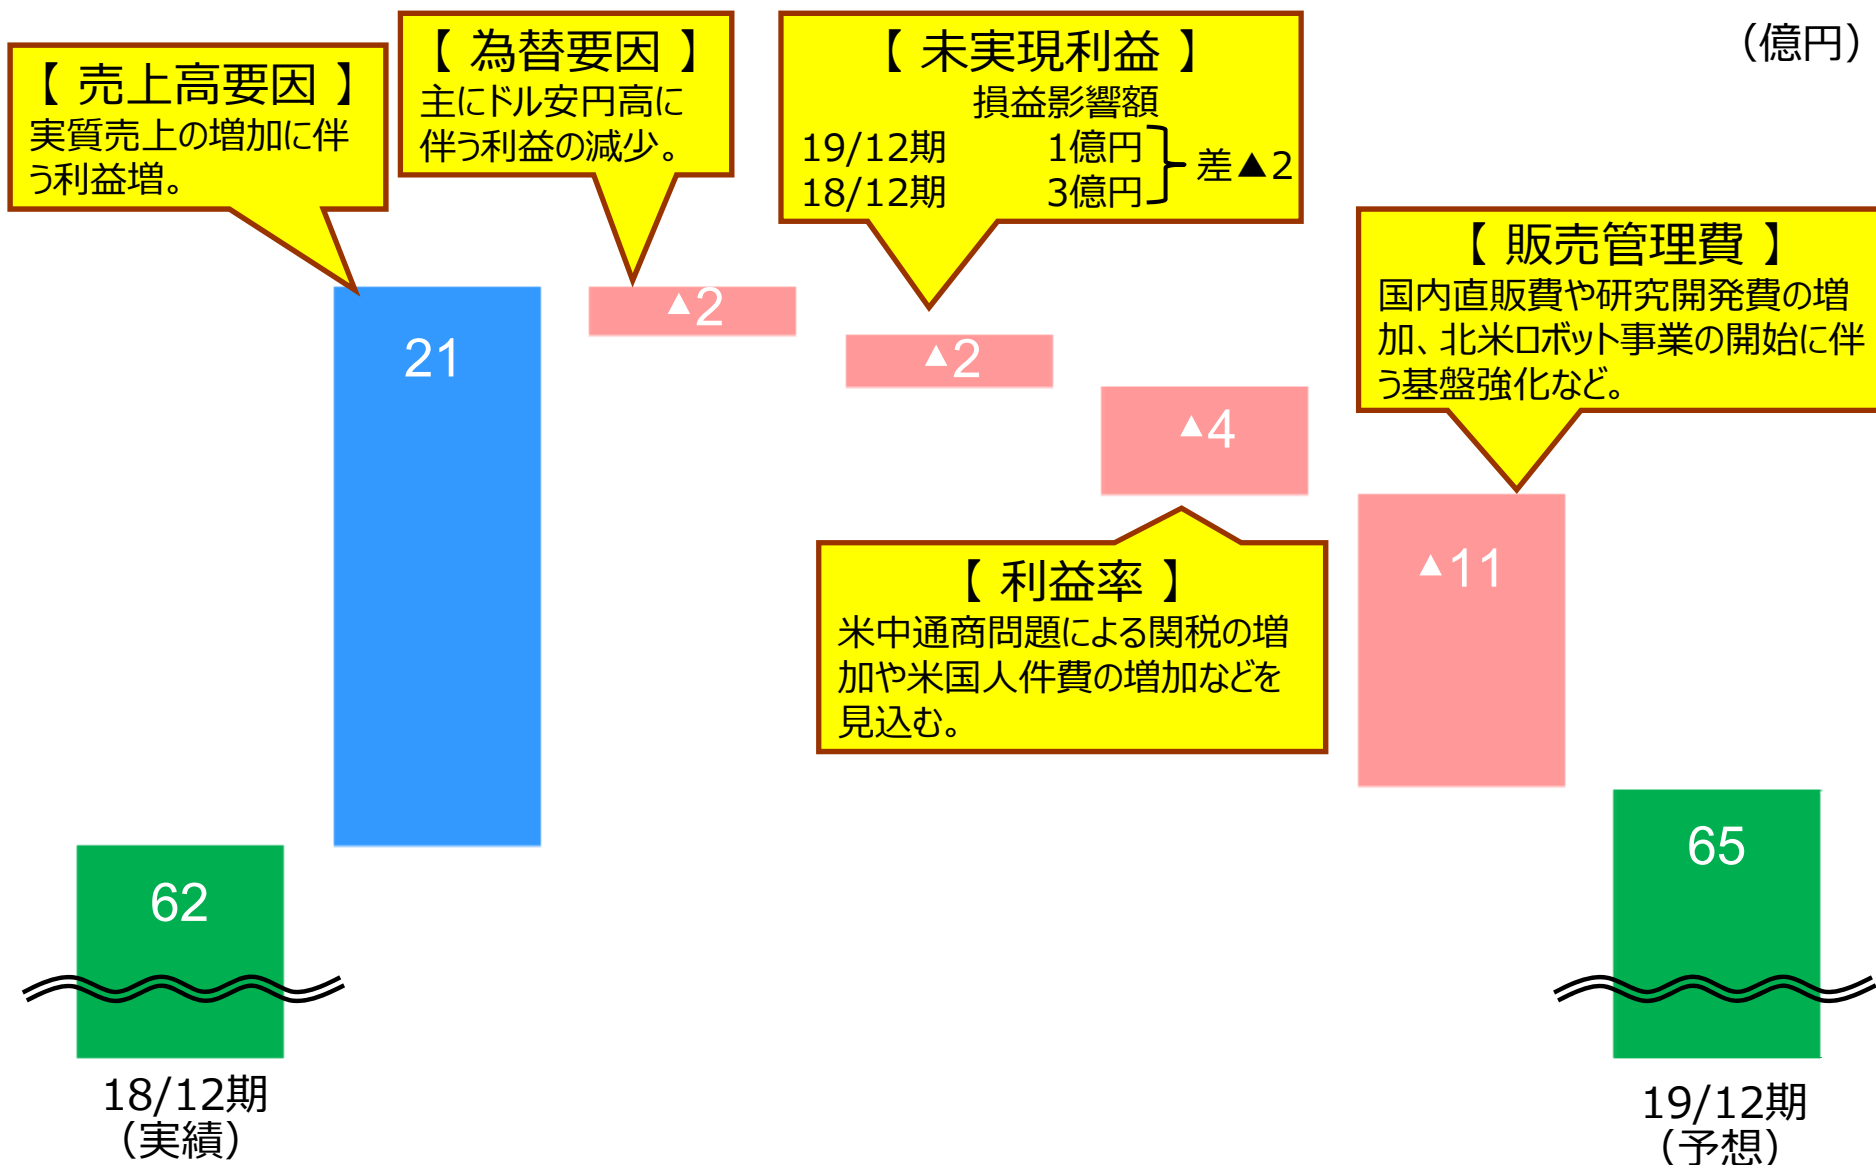 （億円）
【 売上高要因 】
実質売上の増加に伴
う利益増。
【 為替要因 】
主にドル安円高に
伴う利益の減少。
【 未実現利益 】
損益影響額
19/12期 1億円
18/12期 3億円
差▲2
【 販売管理費 】
国内直販費や研究開発費の増
加、北米ロボット事業の開始に伴
う基盤強化など。
21
▲2
▲2
▲4
▲11
【 利益率 】
米中通商問題による関税の増
加や米国人件費の増加などを
見込む。
62
65
18/12期
（実績）
19/12期
（予想）